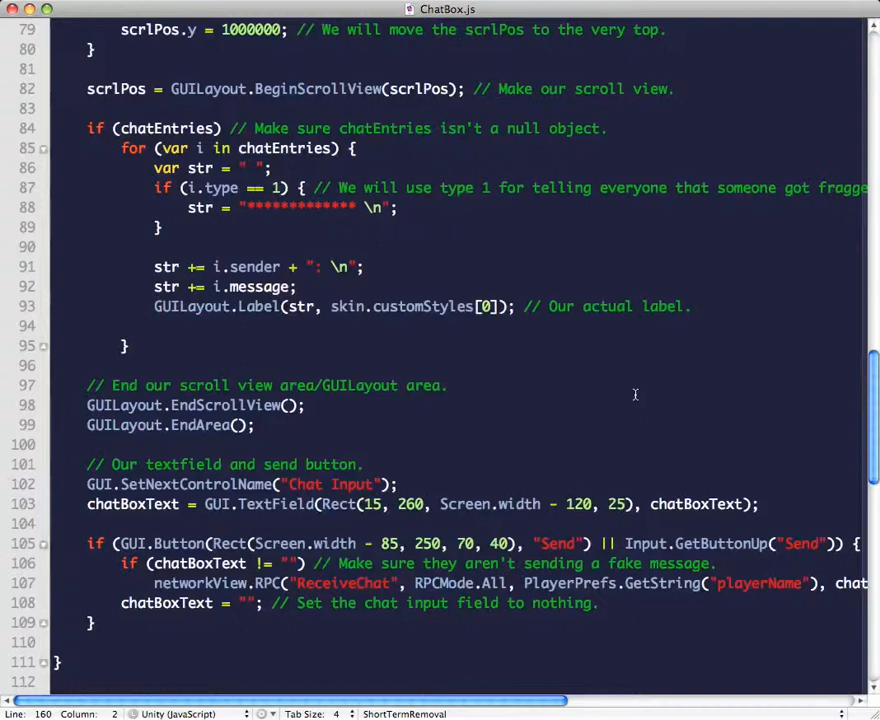 ChatBox.js
79 scrlPos.y = 1000000; // We will move the scrlPos to the very top.
80 }
81
82 scrlPos = GUILayout.BeginScrollView(scrlPos); // Make our scroll view.
83
84 if (chatEntries) // Make sure chatEntries isn't a null object.
85 for (var i in chatEntries) {
86 var str = " ";
87 if (i.type == 1) { // We will use type 1 for telling everyone that someone got fragge
88 str = "************* \n";
89 }
90
91 str += i.sender + ": \n";
92 str += i.message;
93 GUILayout.Label(str, skin.customStyles[0]); // Our actual label.
94
95 }
96
97 // End our scroll view area/GUILayout area.
98 GUILayout.EndScrollView();
99 GUILayout.EndArea();
100
101 // Our textfield and send button.
102 GUI.SetNextControlName("Chat Input");
103 chatBoxText = GUI.TextField(Rect(15, 260, Screen.width - 120, 25), chatBoxText);
104
105 if (GUI.Button(Rect(Screen.width - 85, 250, 70, 40), "Send") || Input.GetButtonUp("Send")) {
106 if (chatBoxText != "") // Make sure they aren't sending a fake message.
107 networkView.RPC("ReceiveChat", RPCMode.All, PlayerPrefs.GetString("playerName"), chat
108 chatBoxText = ""; // Set the chat input field to nothing.
109 }
110
111 }
112
Line: 160 Column: 2 Unity (JavaScript) Tab Size: 4 ShortTermRemoval